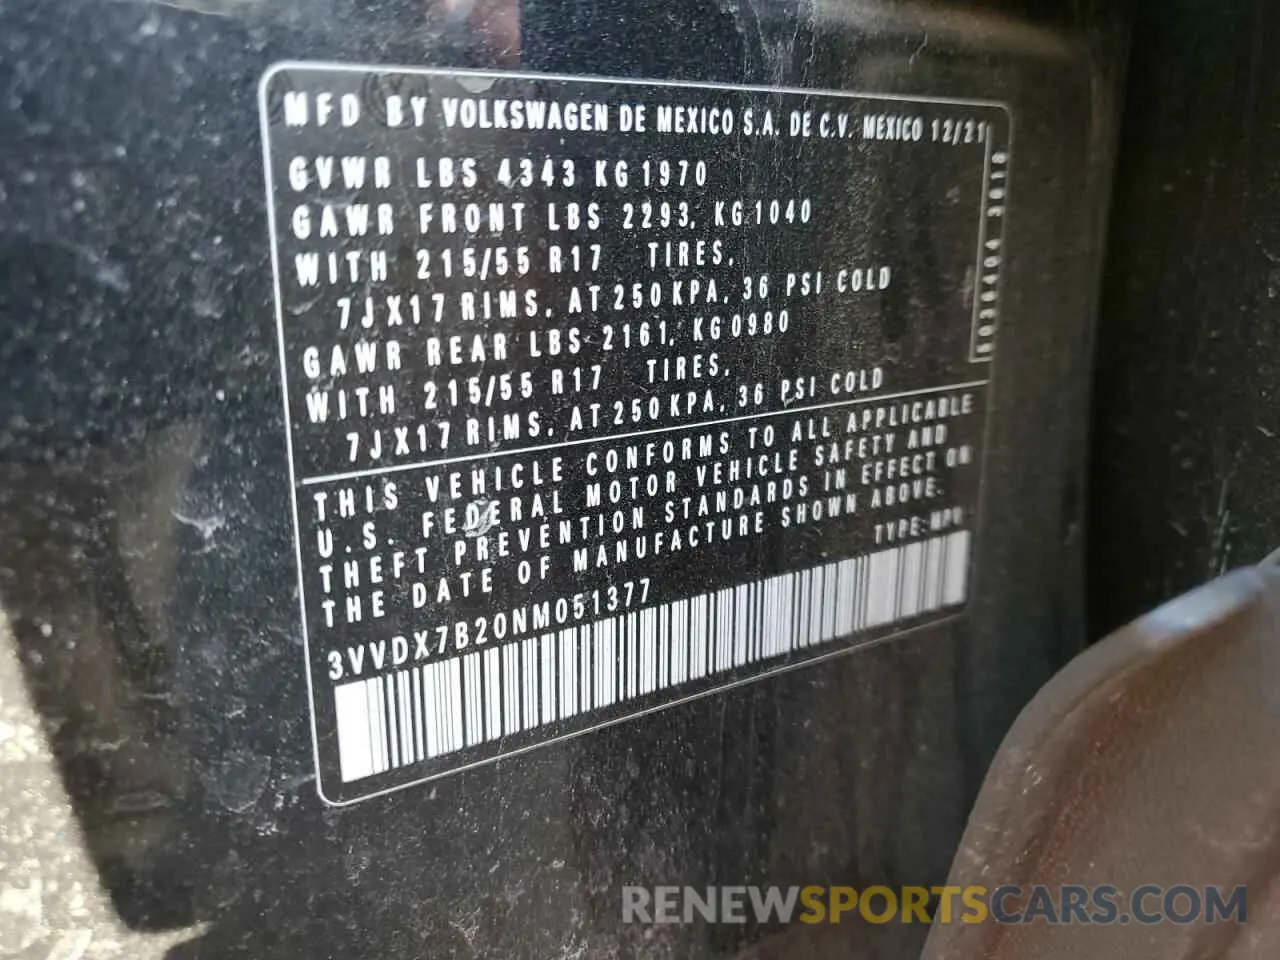 MFD BY VOLKSWAGEN DE MEXICO S.A. DE C.V. MEXICO 12/21
GVWR LBS 4343 KG 1970
GAWR FRONT LBS 2293, KG 1040
WITH 215/55 R17 TIRES,
7JX17 RIMS, AT 250 KPA, 36 PSI COLD
GAWR REAR LBS 2161, KG 0980
WITH 215/55 R17 TIRES,
7JX17 RIMS, AT 250 KPA, 36 PSI COLD
THIS VEHICLE CONFORMS TO ALL APPLICABLE
U.S. FEDERAL MOTOR VEHICLE SAFETY AND
THEFT PREVENTION STANDARDS IN EFFECT ON
THE DATE OF MANUFACTURE SHOWN ABOVE.
TYPE: MPV
3VVDX7B20NM051377
RENEWSPORTSCARS.COM